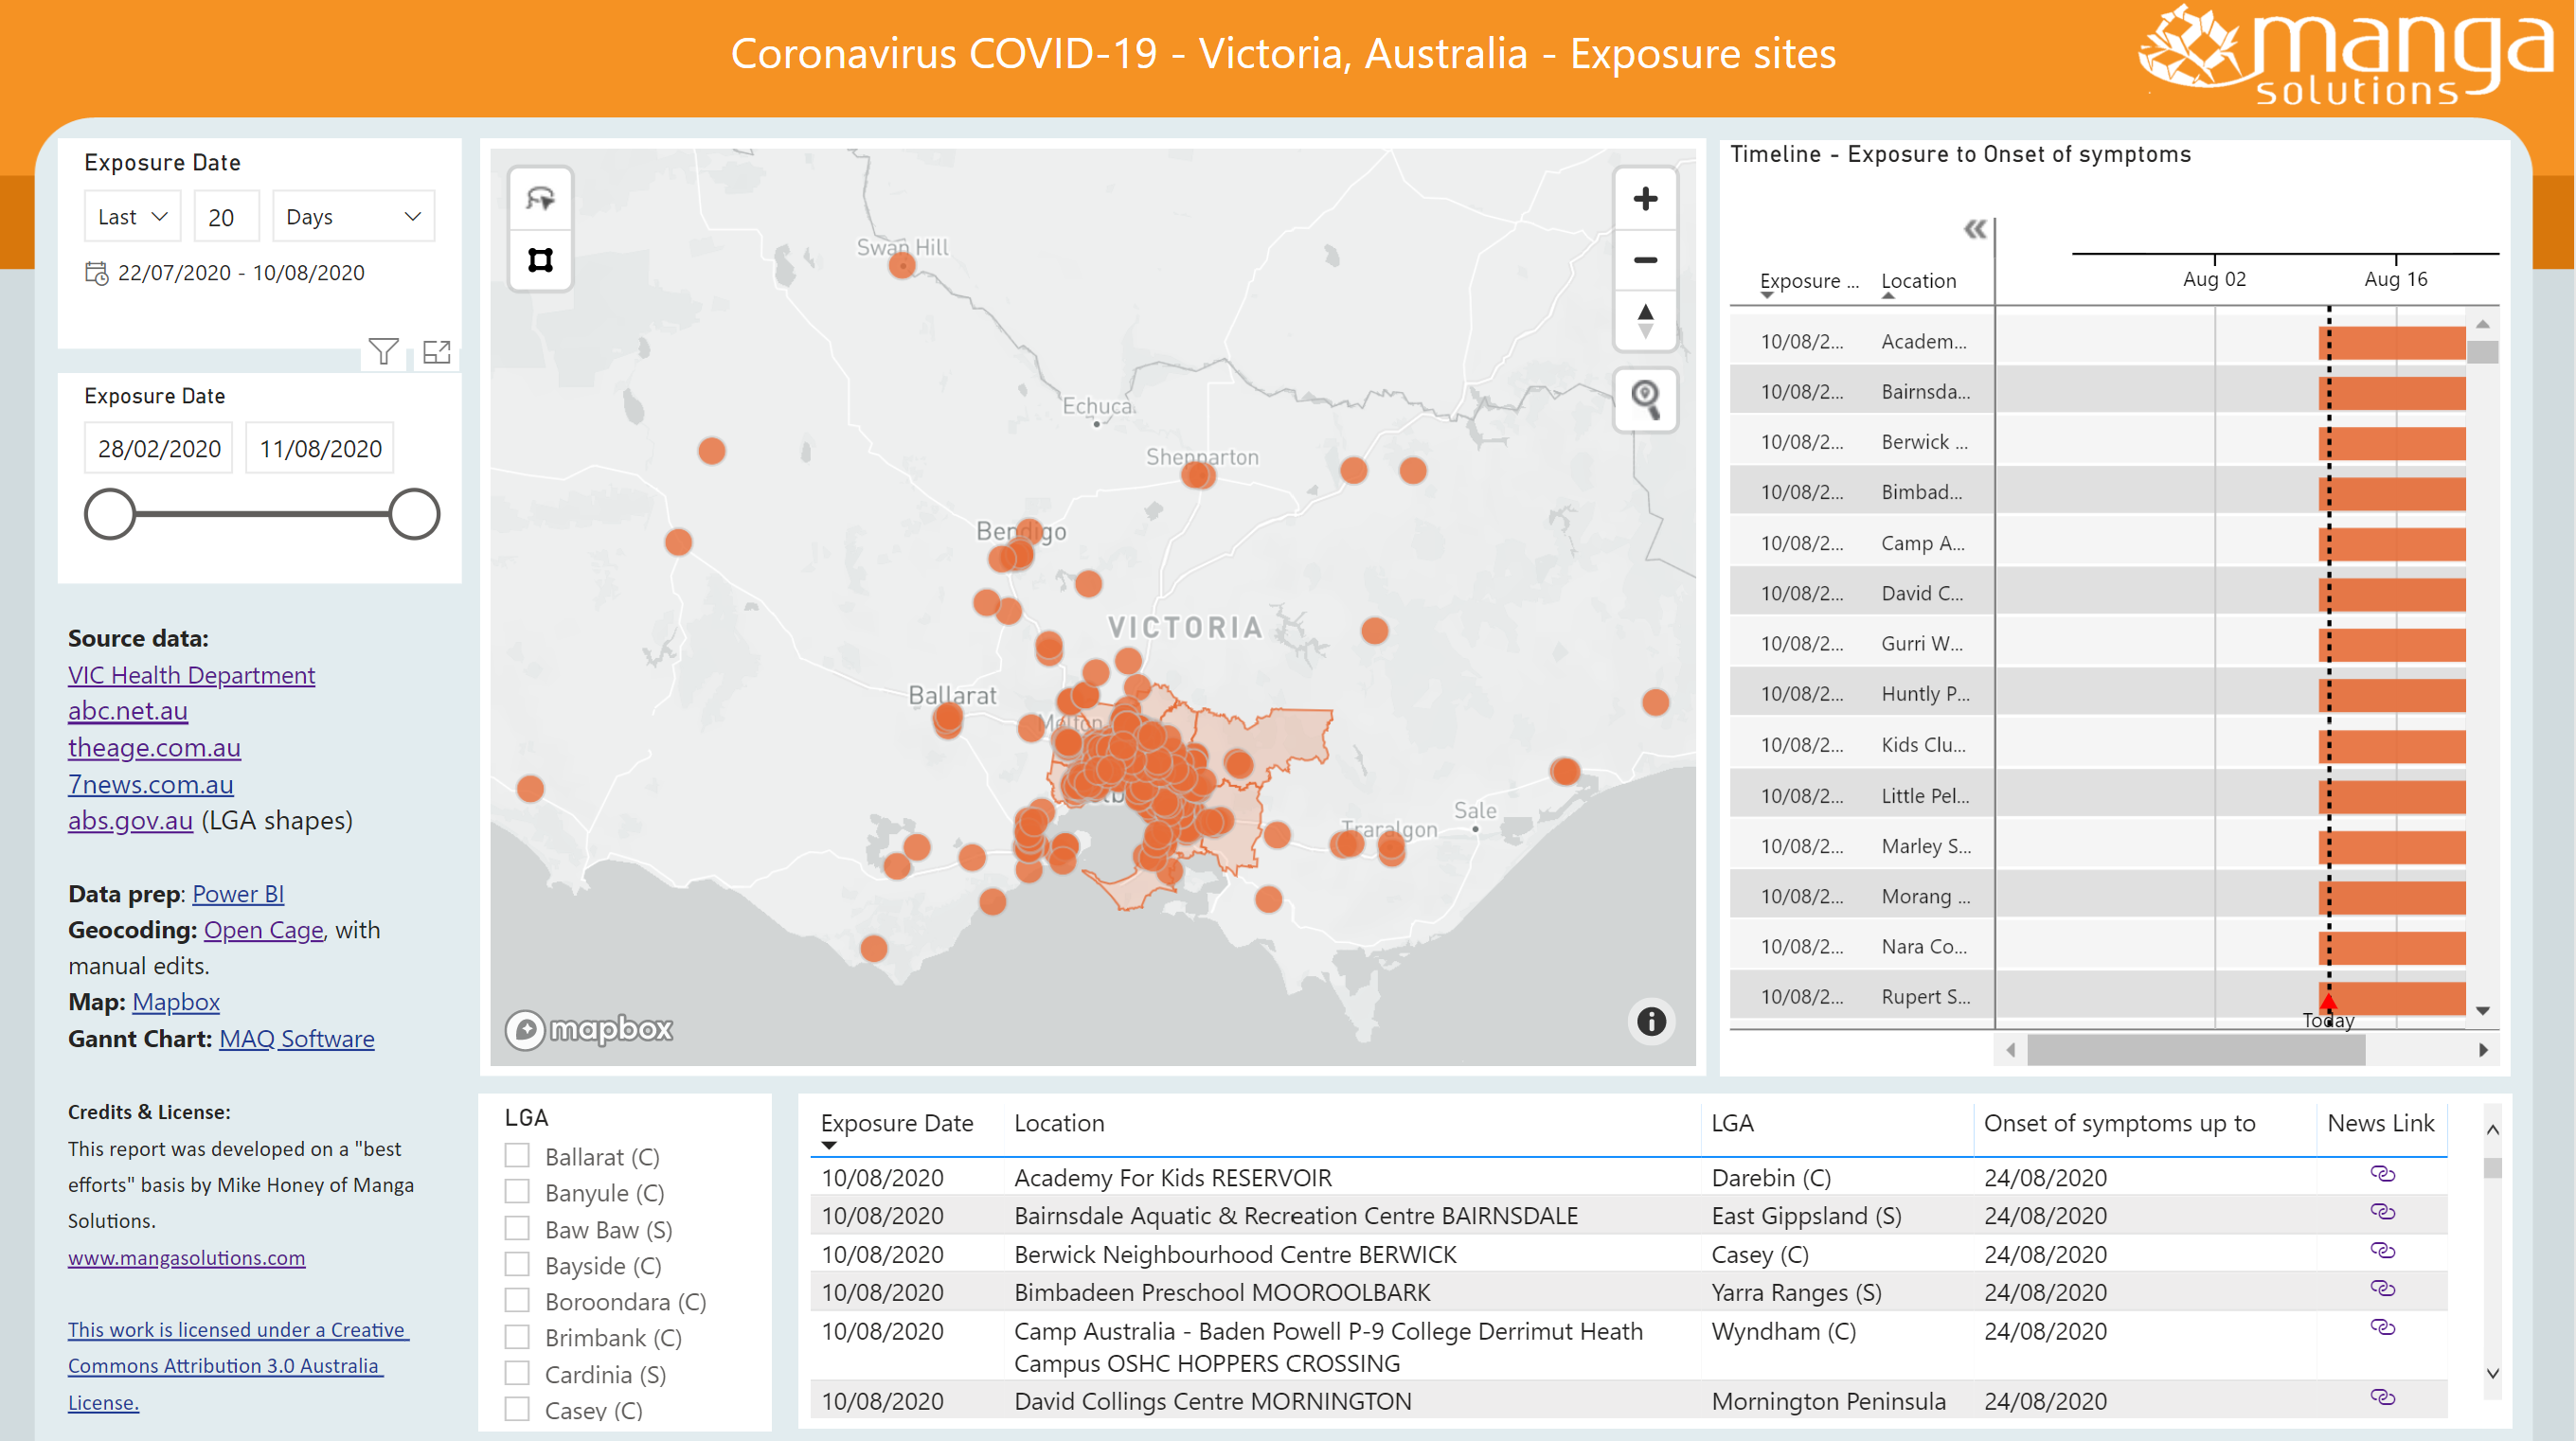 Coronavirus COVID-19 - Victoria, Australia - Exposure sites
manga
solutions
Exposure Date
Last 20 Days
22/07/2020 - 10/08/2020
Exposure Date
28/02/2020 11/08/2020
Source data:
VIC Health Department
abc.net.au
theage.com.au
7news.com.au
abs.gov.au (LGA shapes)
Data prep: Power BI
Geocoding: Open Cage, with
manual edits.
Map: Mapbox
Gannt Chart: MAQ Software
Credits & License:
This report was developed on a "best
efforts" basis by Mike Honey of Manga
Solutions.
www.mangasolutions.com
This work is licensed under a Creative
Commons Attribution 3.0 Australia
License.
Swan Hill
Echuca
Shepparton
Bendigo
VICTORIA
Ballarat
Melton
Traralgon
Sale
mapbox
Timeline - Exposure to Onset of symptoms
Aug 02 Aug 16
Exposure ... Location
10/08/2... Academ...
10/08/2... Bairnsda...
10/08/2... Berwick ...
10/08/2... Bimbad...
10/08/2... Camp A...
10/08/2... David C...
10/08/2... Gurri W...
10/08/2... Huntly P...
10/08/2... Kids Clu...
10/08/2... Little Pel...
10/08/2... Marley S...
10/08/2... Morang ...
10/08/2... Nara Co...
10/08/2... Rupert S...
Today
LGA
Ballarat (C)
Banyule (C)
Baw Baw (S)
Bayside (C)
Boroondara (C)
Brimbank (C)
Cardinia (S)
Casey (C)
Exposure Date Location LGA Onset of symptoms up to News Link
10/08/2020 Academy For Kids RESERVOIR Darebin (C) 24/08/2020
10/08/2020 Bairnsdale Aquatic & Recreation Centre BAIRNSDALE East Gippsland (S) 24/08/2020
10/08/2020 Berwick Neighbourhood Centre BERWICK Casey (C) 24/08/2020
10/08/2020 Bimbadeen Preschool MOOROOLBARK Yarra Ranges (S) 24/08/2020
10/08/2020 Camp Australia - Baden Powell P-9 College Derrimut Heath Wyndham (C) 24/08/2020
Campus OSHC HOPPERS CROSSING
10/08/2020 David Collings Centre MORNINGTON Mornington Peninsula 24/08/2020